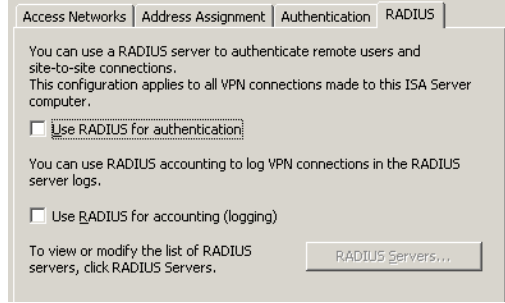 Access Networks Address Assignment Authentication RADIUS
You can use a RADIUS server to authenticate remote users and
site-to-site connections.
This configuration applies to all VPN connections made to this ISA Server
computer.
Use RADIUS for authentication
You can use RADIUS accounting to log VPN connections in the RADIUS
server logs.
Use RADIUS for accounting (logging)
To view or modify the list of RADIUS
servers, click RADIUS Servers.
RADIUS Servers...